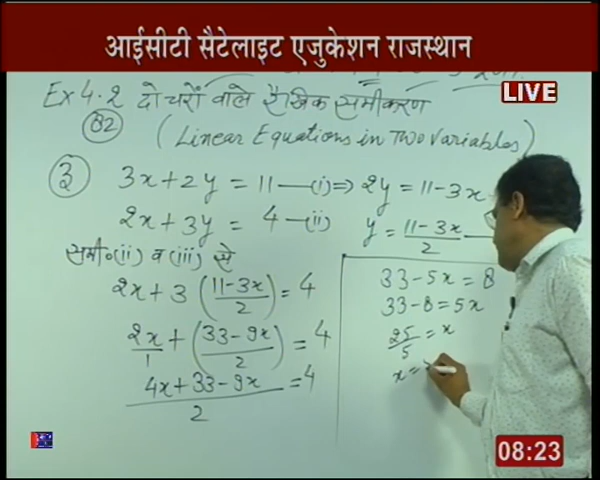 आईसीटी सैटेलाइट एजुकेशन राजस्थान
LIVE
Ex 4.2 दो चरों वाले रैखिक समीकरण
(Linear Equations in Two Variables)
③ 3x+2y = 11 —(i) ⇒ 2y = 11-3x
2x+3y = 4 —(ii) y = (11-3x)/2 —
समी०(ii) व (iii) से
2x + 3 ((11-3x)/2) = 4
2x/1 + ((33-9x)/2) = 4
(4x+33-9x)/2 = 4
33-5x = 8
33-8 = 5x
25/5 = x
x =
08:23